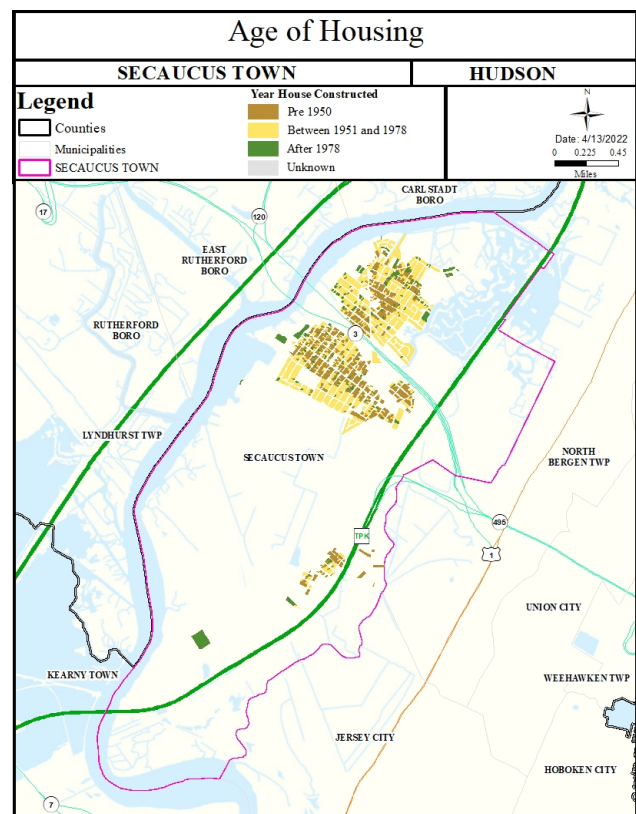 Age of Housing
SECAUCUS TOWN
HUDSON
Legend
Counties
Municipalities
SECAUCUS TOWN
Year House Constructed
Pre 1950
Between 1951 and 1978
After 1978
Unknown
N
Date: 4/13/2022
0 0.225 0.45
Miles
CARLSTADT
BORO
17
120
EAST
RUTHERFORD
BORO
RUTHERFORD
BORO
3
LYNDHURST TWP
SECAUCUS TOWN
NORTH
BERGEN TWP
495
TPK
1
UNION CITY
KEARNY TOWN
WEEHAWKEN TWP
JERSEY CITY
HOBOKEN CITY
7